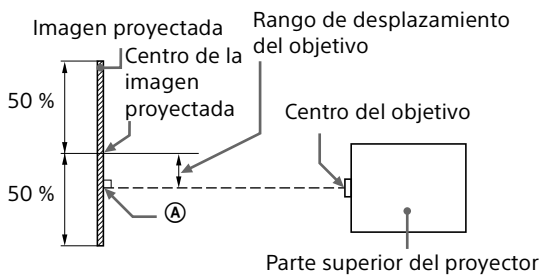 Imagen proyectada
Centro de la
imagen
proyectada
Rango de desplazamiento
del objetivo
Centro del objetivo
50 %
50 %
Ⓐ
Parte superior del proyector